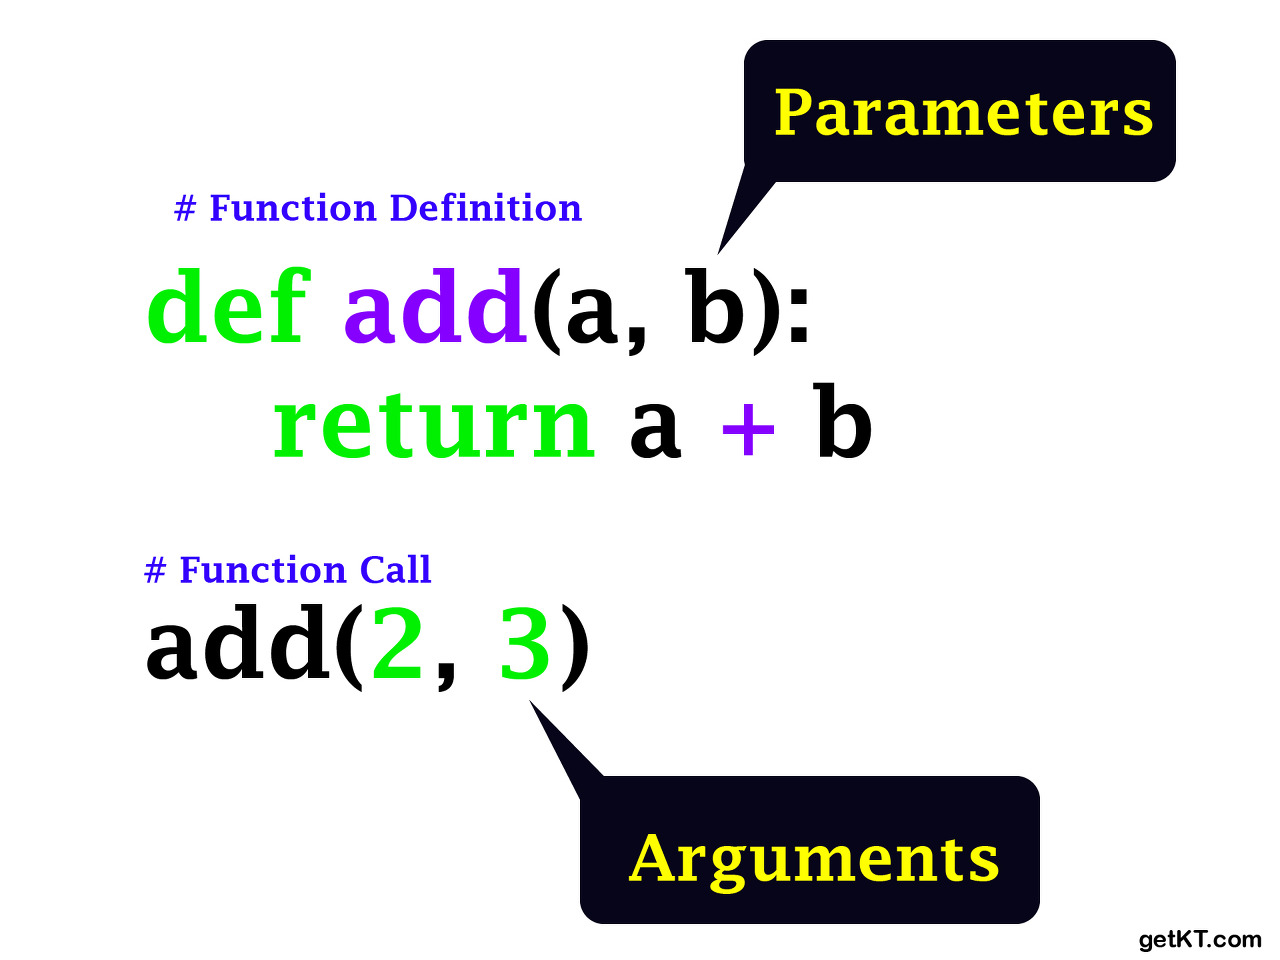 Parameters
# Function Definition
def add(a, b):
return a + b
# Function Call
add(2, 3)
Arguments
getKT.com